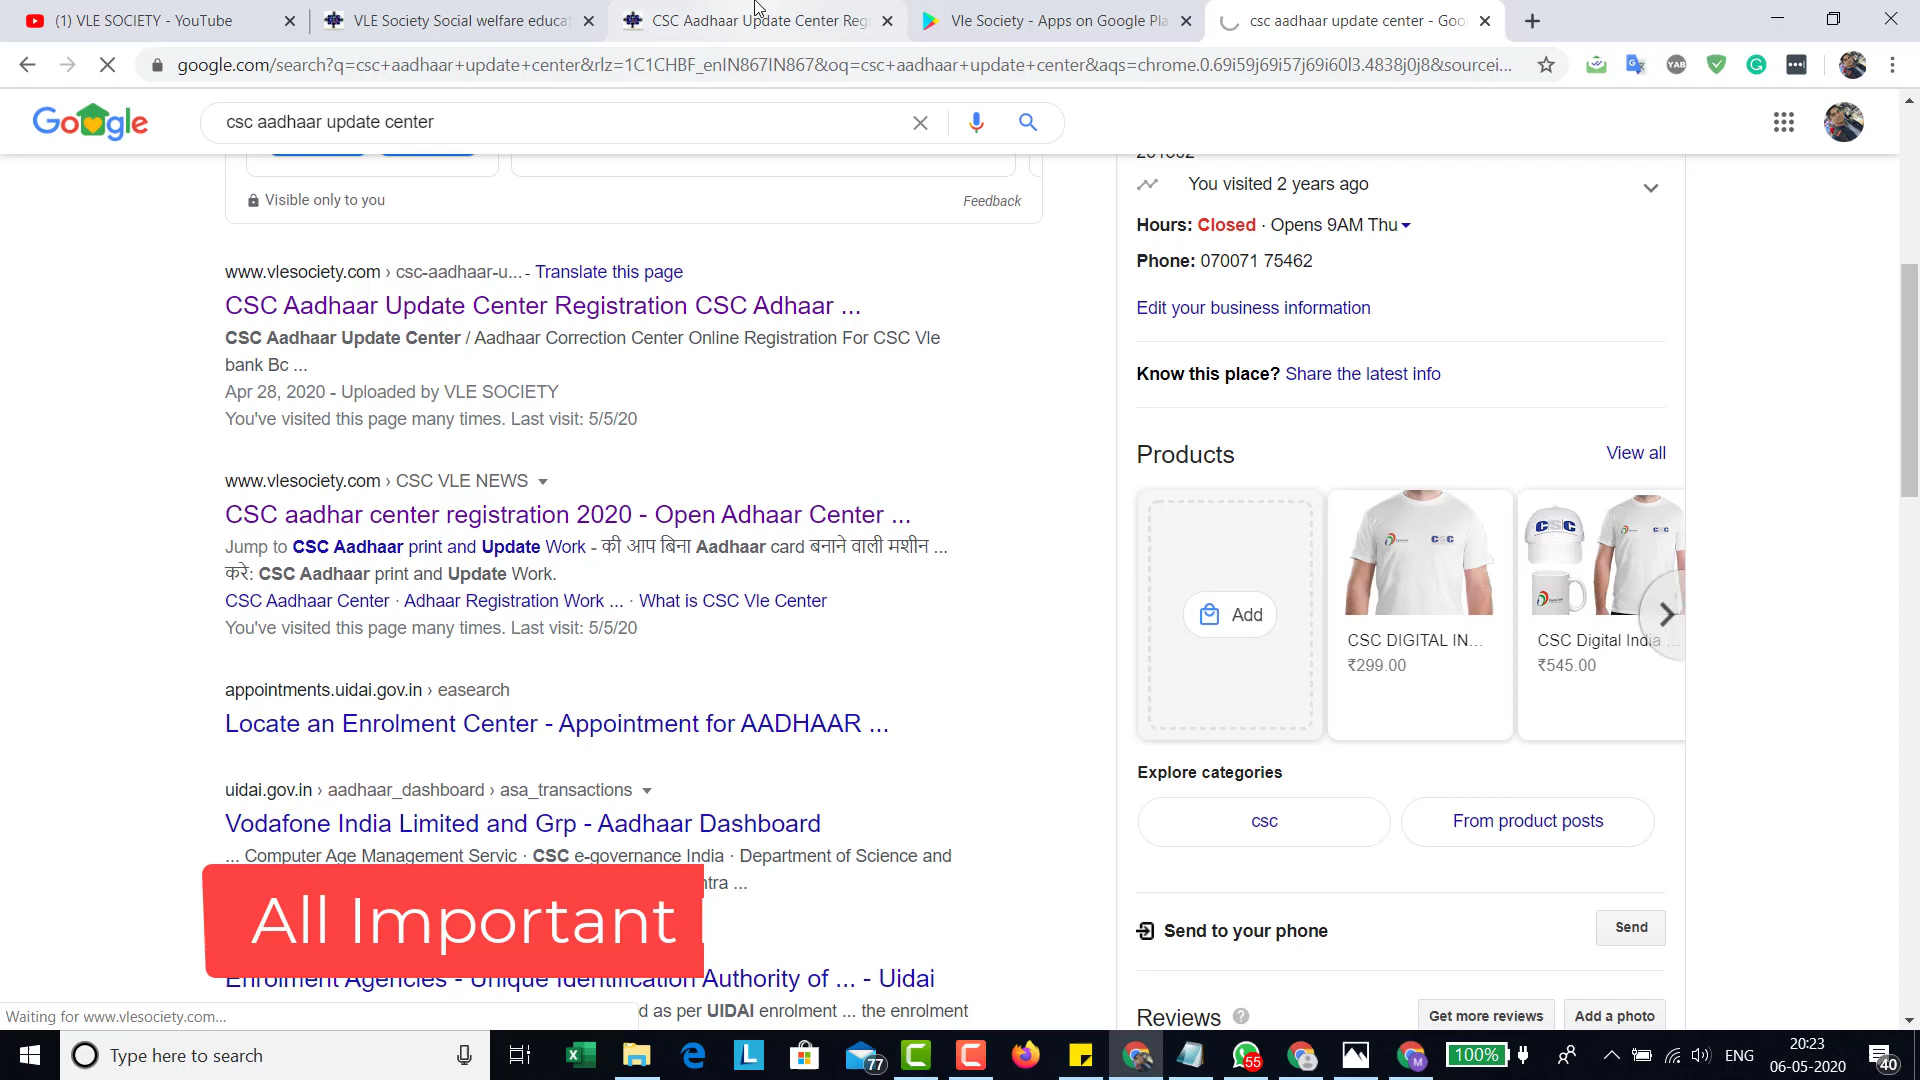 (1) VLE SOCIETY - YouTube
VLE Society Social welfare educa
CSC Aadhaar Update Center Regi
Vle Society - Apps on Google Pla
csc aadhaar update center - Goo
google.com/search?q=csc+aadhaar+update+center&rlz=1C1CHBF_enIN867IN867&oq=csc+aadhaar+update+center&aqs=chrome.0.69i59j69i57j69i60l3.4838j0j8&sourcei...
Google
csc aadhaar update center
Visible only to you
Feedback
www.vlesociety.com › csc-aadhaar-u... - Translate this page
CSC Aadhaar Update Center Registration CSC Adhaar ...
CSC Aadhaar Update Center / Aadhaar Correction Center Online Registration For CSC Vle
bank Bc ...
Apr 28, 2020 - Uploaded by VLE SOCIETY
You've visited this page many times. Last visit: 5/5/20
www.vlesociety.com › CSC VLE NEWS
CSC aadhar center registration 2020 - Open Adhaar Center ...
Jump to CSC Aadhaar print and Update Work - की आप बिना Aadhaar card बनाने वाली मशीन ...
करे: CSC Aadhaar print and Update Work.
CSC Aadhaar Center · Adhaar Registration Work ... · What is CSC Vle Center
You've visited this page many times. Last visit: 5/5/20
appointments.uidai.gov.in › easearch
Locate an Enrolment Center - Appointment for AADHAAR ...
uidai.gov.in › aadhaar_dashboard › asa_transactions
Vodafone India Limited and Grp - Aadhaar Dashboard
... Computer Age Management Servic · CSC e-governance India · Department of Science and
ntra ...
All Important
Enrolment Agencies - Unique Identification Authority of ... - Uidai
d as per UIDAI enrolment ... the enrolment
Waiting for www.vlesociety.com...
You visited 2 years ago
Hours: Closed · Opens 9AM Thu
Phone: 070071 75462
Edit your business information
Know this place? Share the latest info
Products
View all
Add
CSC DIGITAL IN...
₹299.00
CSC Digital India ...
₹545.00
Explore categories
csc
From product posts
Send to your phone
Send
Reviews
Get more reviews
Add a photo
Type here to search
77
55
100%
ENG
20:23
06-05-2020
40